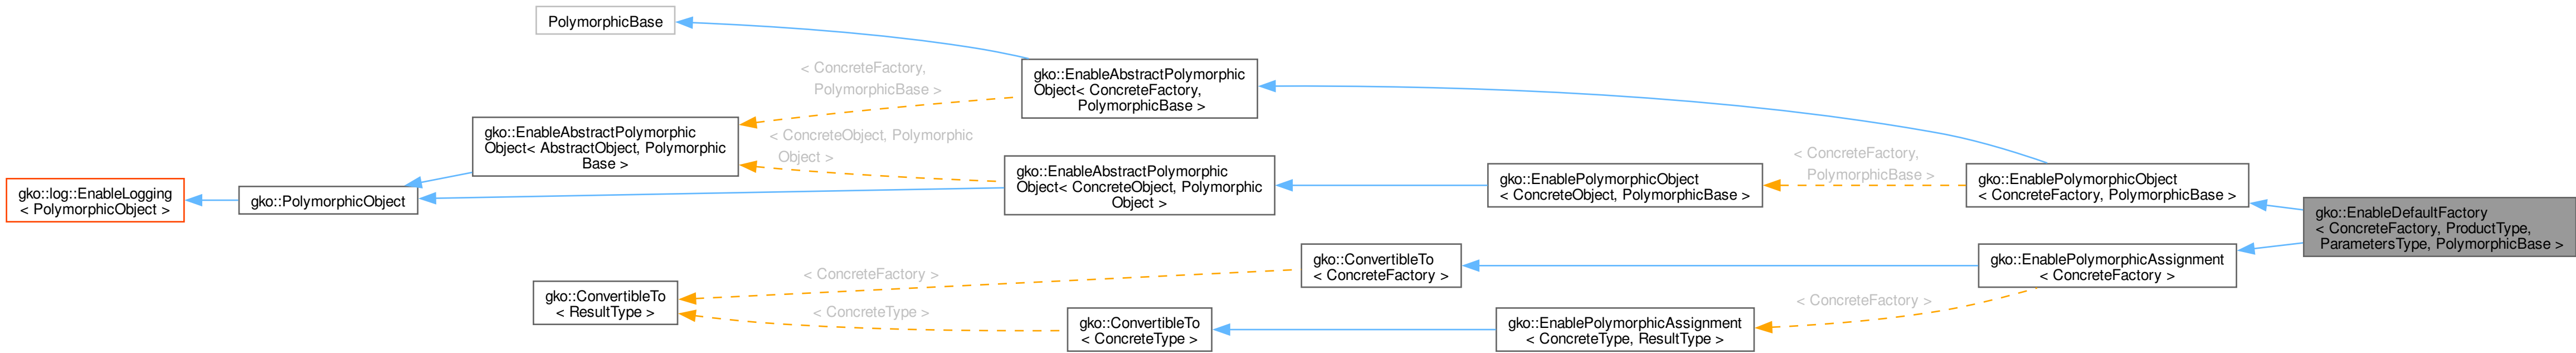 PolymorphicBase
< ConcreteFactory,
PolymorphicBase >
gko::EnableAbstractPolymorphic
Object< ConcreteFactory,
PolymorphicBase >
gko::EnableAbstractPolymorphic
Object< AbstractObject, Polymorphic
Base >
< ConcreteObject, Polymorphic
Object >
gko::log::EnableLogging
< PolymorphicObject >
gko::PolymorphicObject
gko::EnableAbstractPolymorphic
Object< ConcreteObject, Polymorphic
Object >
gko::EnablePolymorphicObject
< ConcreteObject, PolymorphicBase >
< ConcreteFactory,
PolymorphicBase >
gko::EnablePolymorphicObject
< ConcreteFactory, PolymorphicBase >
gko::EnableDefaultFactory
< ConcreteFactory, ProductType,
ParametersType, PolymorphicBase >
gko::ConvertibleTo
< ResultType >
< ConcreteFactory >
< ConcreteType >
gko::ConvertibleTo
< ConcreteFactory >
gko::ConvertibleTo
< ConcreteType >
gko::EnablePolymorphicAssignment
< ConcreteType, ResultType >
< ConcreteFactory >
gko::EnablePolymorphicAssignment
< ConcreteFactory >